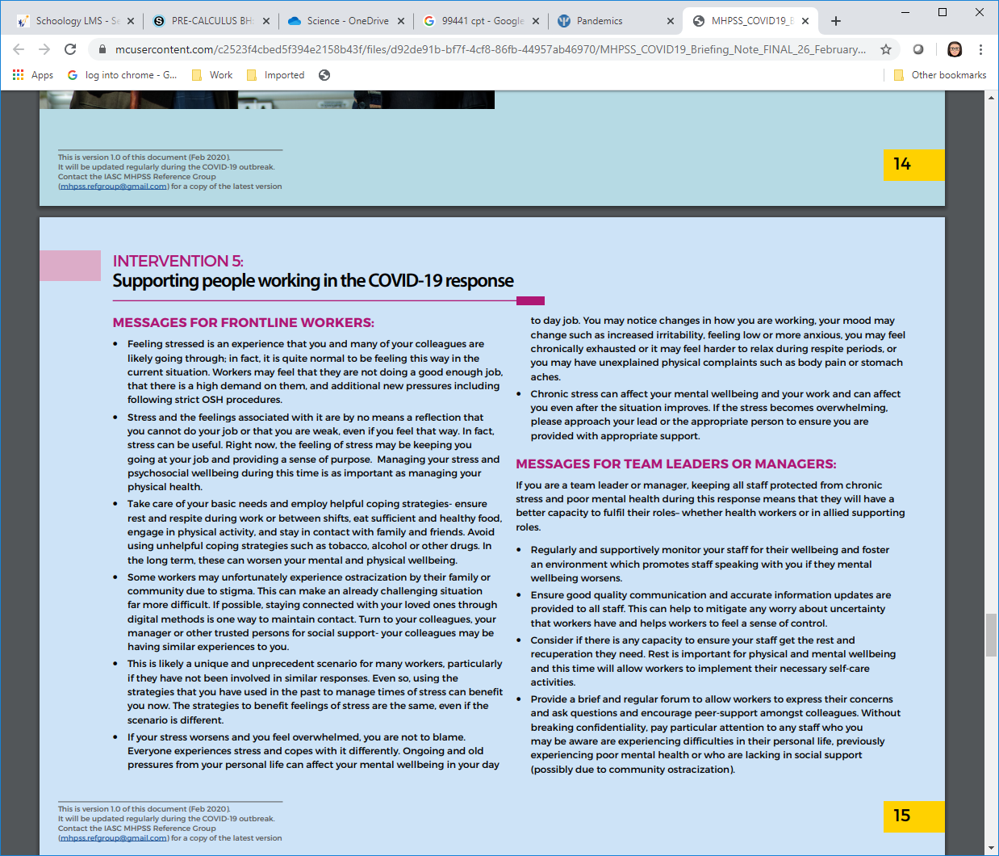 Schoology LMS - Se
PRE-CALCULUS BH
Science - OneDrive
99441 cpt - Google
Pandemics
MHPSS_COVID19_B
mcusercontent.com/c2523f4cbed5f394e2158b43f/files/d92de91b-bf7f-4cf8-86fb-44957ab46970/MHPSS_COVID19_Briefing_Note_FINAL_26_February...
Apps
log into chrome - G...
Work
Imported
Other bookmarks
This is version 1.0 of this document (Feb 2020).
It will be updated regularly during the COVID-19 outbreak.
Contact the IASC MHPSS Reference Group
(mhpss.refgroup@gmail.com) for a copy of the latest version
14
INTERVENTION 5:
Supporting people working in the COVID-19 response
MESSAGES FOR FRONTLINE WORKERS:
• Feeling stressed is an experience that you and many of your colleagues are
likely going through; in fact, it is quite normal to be feeling this way in the
current situation. Workers may feel that they are not doing a good enough job,
that there is a high demand on them, and additional new pressures including
following strict OSH procedures.
• Stress and the feelings associated with it are by no means a reflection that
you cannot do your job or that you are weak, even if you feel that way. In fact,
stress can be useful. Right now, the feeling of stress may be keeping you
going at your job and providing a sense of purpose. Managing your stress and
psychosocial wellbeing during this time is as important as managing your
physical health.
• Take care of your basic needs and employ helpful coping strategies- ensure
rest and respite during work or between shifts, eat sufficient and healthy food,
engage in physical activity, and stay in contact with family and friends. Avoid
using unhelpful coping strategies such as tobacco, alcohol or other drugs. In
the long term, these can worsen your mental and physical wellbeing.
• Some workers may unfortunately experience ostracization by their family or
community due to stigma. This can make an already challenging situation
far more difficult. If possible, staying connected with your loved ones through
digital methods is one way to maintain contact. Turn to your colleagues, your
manager or other trusted persons for social support- your colleagues may be
having similar experiences to you.
• This is likely a unique and unprecedent scenario for many workers, particularly
if they have not been involved in similar responses. Even so, using the
strategies that you have used in the past to manage times of stress can benefit
you now. The strategies to benefit feelings of stress are the same, even if the
scenario is different.
• If your stress worsens and you feel overwhelmed, you are not to blame.
Everyone experiences stress and copes with it differently. Ongoing and old
pressures from your personal life can affect your mental wellbeing in your day
to day job. You may notice changes in how you are working, your mood may
change such as increased irritability, feeling low or more anxious, you may feel
chronically exhausted or it may feel harder to relax during respite periods, or
you may have unexplained physical complaints such as body pain or stomach
aches.
• Chronic stress can affect your mental wellbeing and your work and can affect
you even after the situation improves. If the stress becomes overwhelming,
please approach your lead or the appropriate person to ensure you are
provided with appropriate support.
MESSAGES FOR TEAM LEADERS OR MANAGERS:
If you are a team leader or manager, keeping all staff protected from chronic
stress and poor mental health during this response means that they will have a
better capacity to fulfil their roles– whether health workers or in allied supporting
roles.
• Regularly and supportively monitor your staff for their wellbeing and foster
an environment which promotes staff speaking with you if they mental
wellbeing worsens.
• Ensure good quality communication and accurate information updates are
provided to all staff. This can help to mitigate any worry about uncertainty
that workers have and helps workers to feel a sense of control.
• Consider if there is any capacity to ensure your staff get the rest and
recuperation they need. Rest is important for physical and mental wellbeing
and this time will allow workers to implement their necessary self-care
activities.
• Provide a brief and regular forum to allow workers to express their concerns
and ask questions and encourage peer-support amongst colleagues. Without
breaking confidentiality, pay particular attention to any staff who you
may be aware are experiencing difficulties in their personal life, previously
experiencing poor mental health or who are lacking in social support
(possibly due to community ostracization).
This is version 1.0 of this document (Feb 2020).
It will be updated regularly during the COVID-19 outbreak.
Contact the IASC MHPSS Reference Group
(mhpss.refgroup@gmail.com) for a copy of the latest version
15